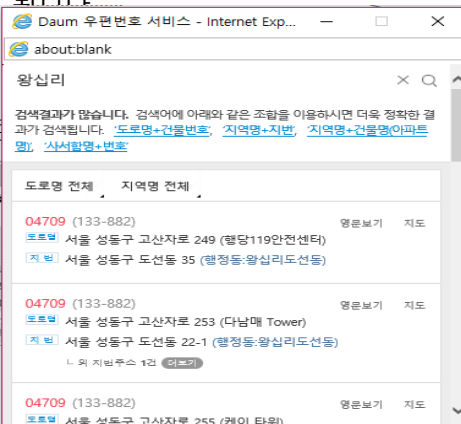 Daum 우편번호 서비스 - Internet Exp...
about:blank
왕십리
검색결과가 많습니다. 검색어에 아래와 같은 조합을 이용하시면 더욱 정확한 결
과가 검색됩니다. '도로명+건물번호', '지역명+지번', '지역명+건물명(아파트
명)', '사서함명+번호'
도로명 전체 지역명 전체
04709 (133-882) 영문보기 지도
도로명 서울 성동구 고산자로 249 (행당119안전센터)
지번 서울 성동구 도선동 35 (행정동:왕십리도선동)
04709 (133-882) 영문보기 지도
도로명 서울 성동구 고산자로 253 (다남매 Tower)
지번 서울 성동구 도선동 22-1 (행정동:왕십리도선동)
ㄴ 위 지번주소 1건 더보기
04709 (133-882) 영문보기 지도
도로명 서울 성동구 고산자로 255 (케이 타워)